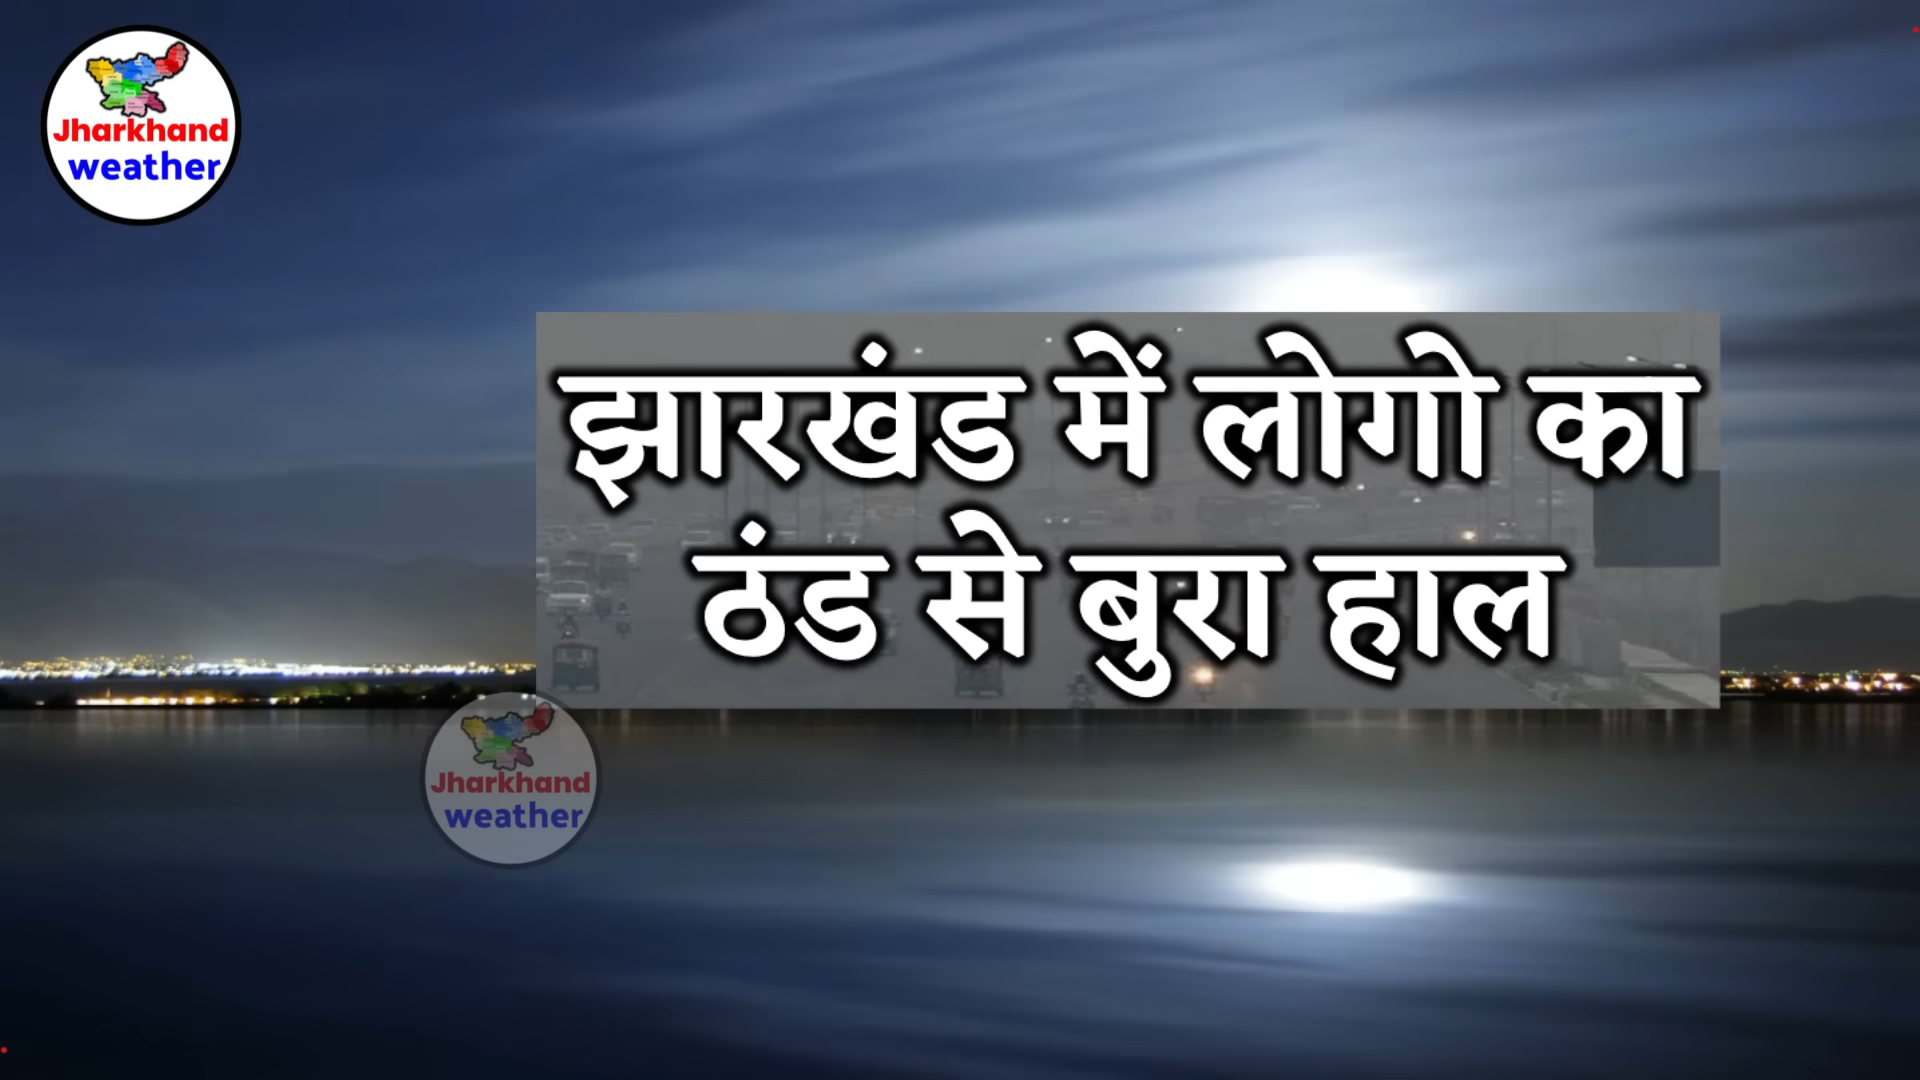 Jharkhand
weather
झारखंड में लोगो का
ठंड से बुरा हाल
Jharkhand
weather